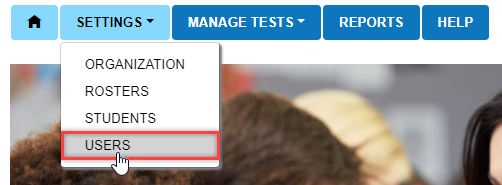 SETTINGS MANAGE TESTS REPORTS HELP
ORGANIZATION
ROSTERS
STUDENTS
USERS